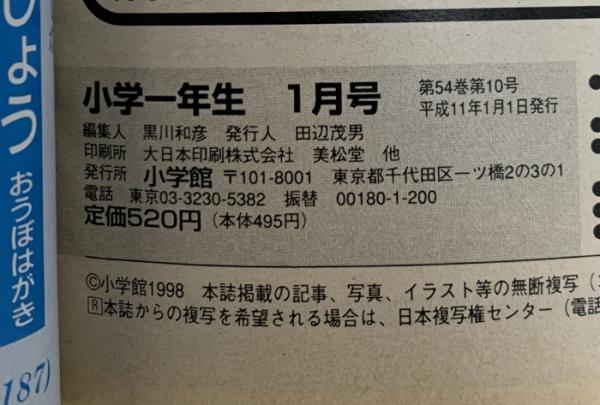 小学一年生 1月号
第54巻第10号
平成11年1月1日発行
編集人 黒川和彦 発行人 田辺茂男
印刷所 大日本印刷株式会社 美松堂 他
発行所 小学館 〒101-8001 東京都千代田区一ツ橋2の3の1
電話 東京03-3230-5382 振替 00180-1-200
定価520円(本体495円)
©小学館1998 本誌掲載の記事、写真、イラスト等の無断複写(
Ⓡ本誌からの複写を希望される場合は、日本複写権センター(電話
ひょう おうぼはがき
187)